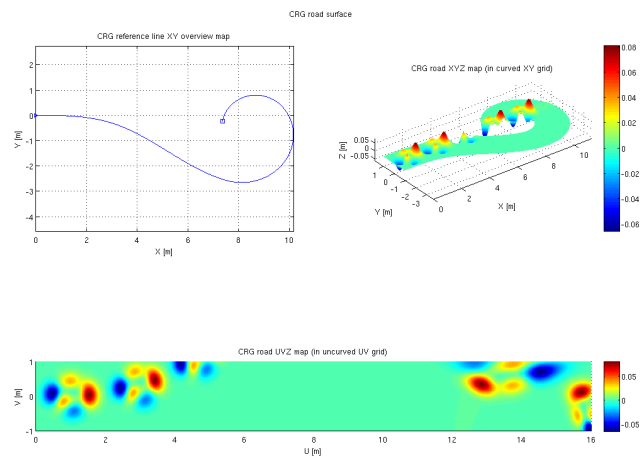 CRG road surface
CRG reference line XY overview map
2
1
0
-1
-2
-3
-4
Y [m]
0 2 4 6 8 10
X [m]
CRG road XYZ map (in curved XY grid)
0.05
0
-0.05
Z [m]
1
0
-1
-2
-3
Y [m]
0 2 4 6 8 10
X [m]
0.08
0.06
0.04
0.02
0
-0.02
-0.04
-0.06
CRG road UVZ map (in uncurved UV grid)
1
0
-1
V [m]
0 2 4 6 8 10 12 14 16
U [m]
0.05
0
-0.05